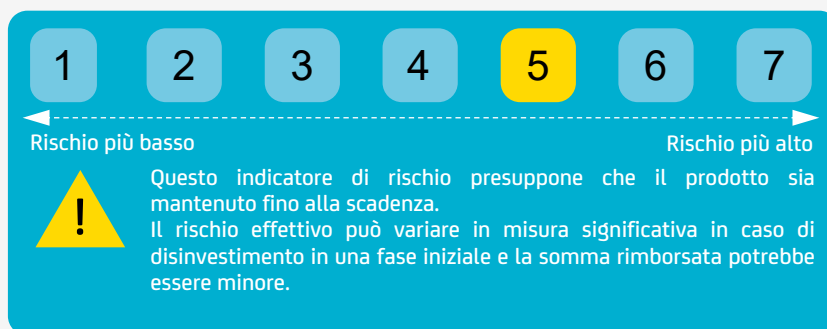 1 2 3 4 5 6 7
Rischio più basso Rischio più alto
Questo indicatore di rischio presuppone che il prodotto sia
mantenuto fino alla scadenza.
Il rischio effettivo può variare in misura significativa in caso di
disinvestimento in una fase iniziale e la somma rimborsata potrebbe
essere minore.
!